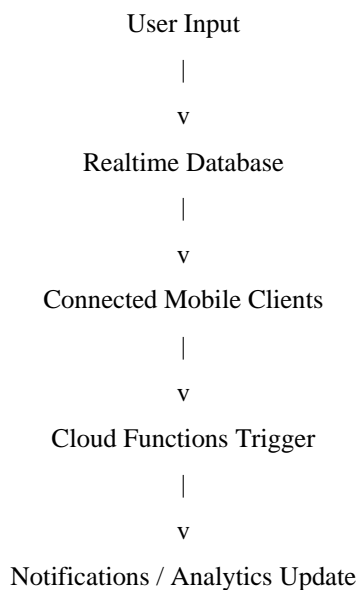 User Input
|
v
Realtime Database
|
v
Connected Mobile Clients
|
v
Cloud Functions Trigger
|
v
Notifications / Analytics Update